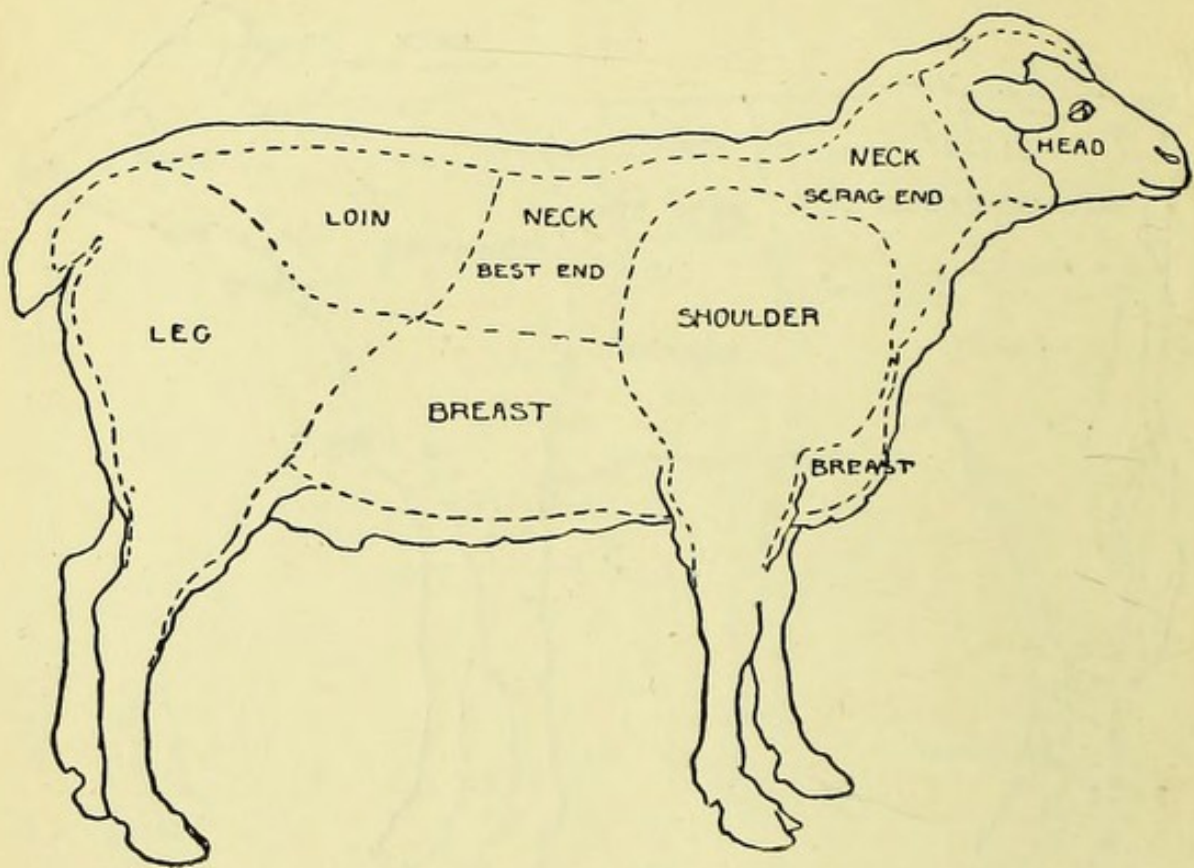 HEAD
NECK
SCRAG END
LOIN
NECK
BEST END
SHOULDER
LEG
BREAST
BREAST